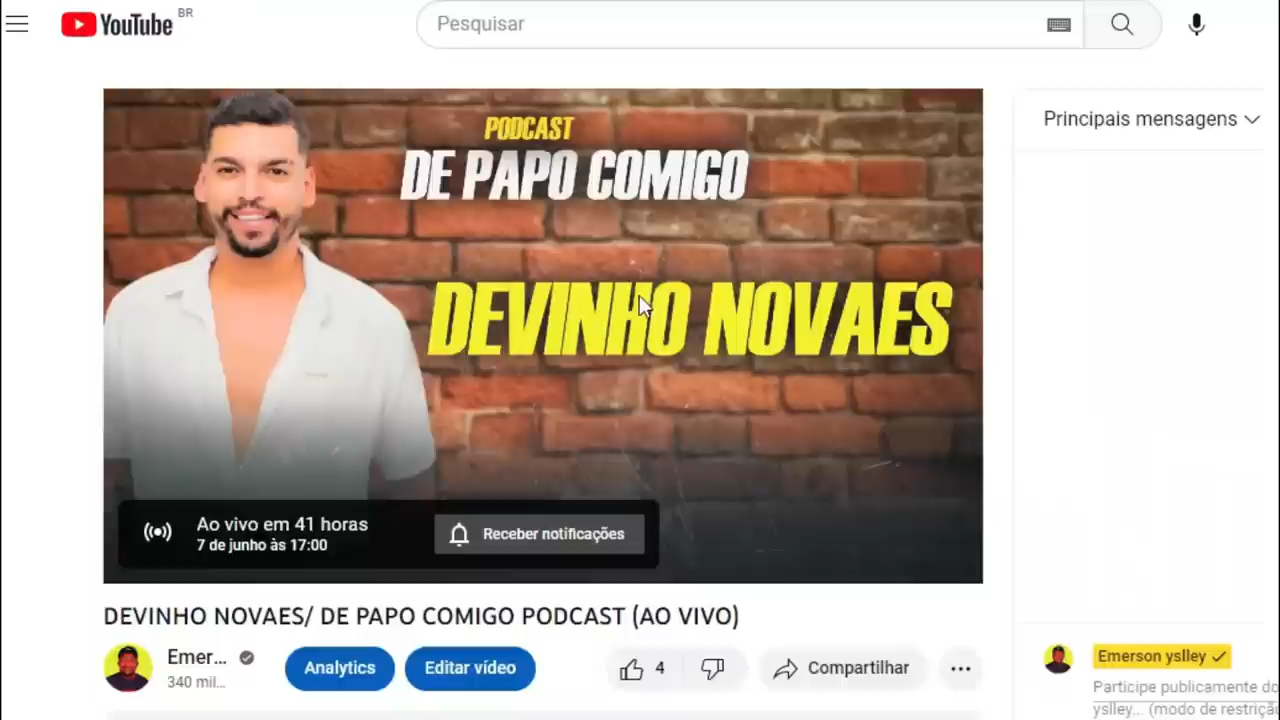 YouTube BR
Pesquisar
Principais mensagens
PODCAST
DE PAPO COMIGO
DEVINHO NOVAES
Ao vivo em 41 horas
7 de junho às 17:00
Receber notificações
DEVINHO NOVAES/ DE PAPO COMIGO PODCAST (AO VIVO)
Emer...
340 mil...
Analytics
Editar vídeo
4
Compartilhar
Emerson yslley
Participe publicamente do
yslley... (modo de restrição